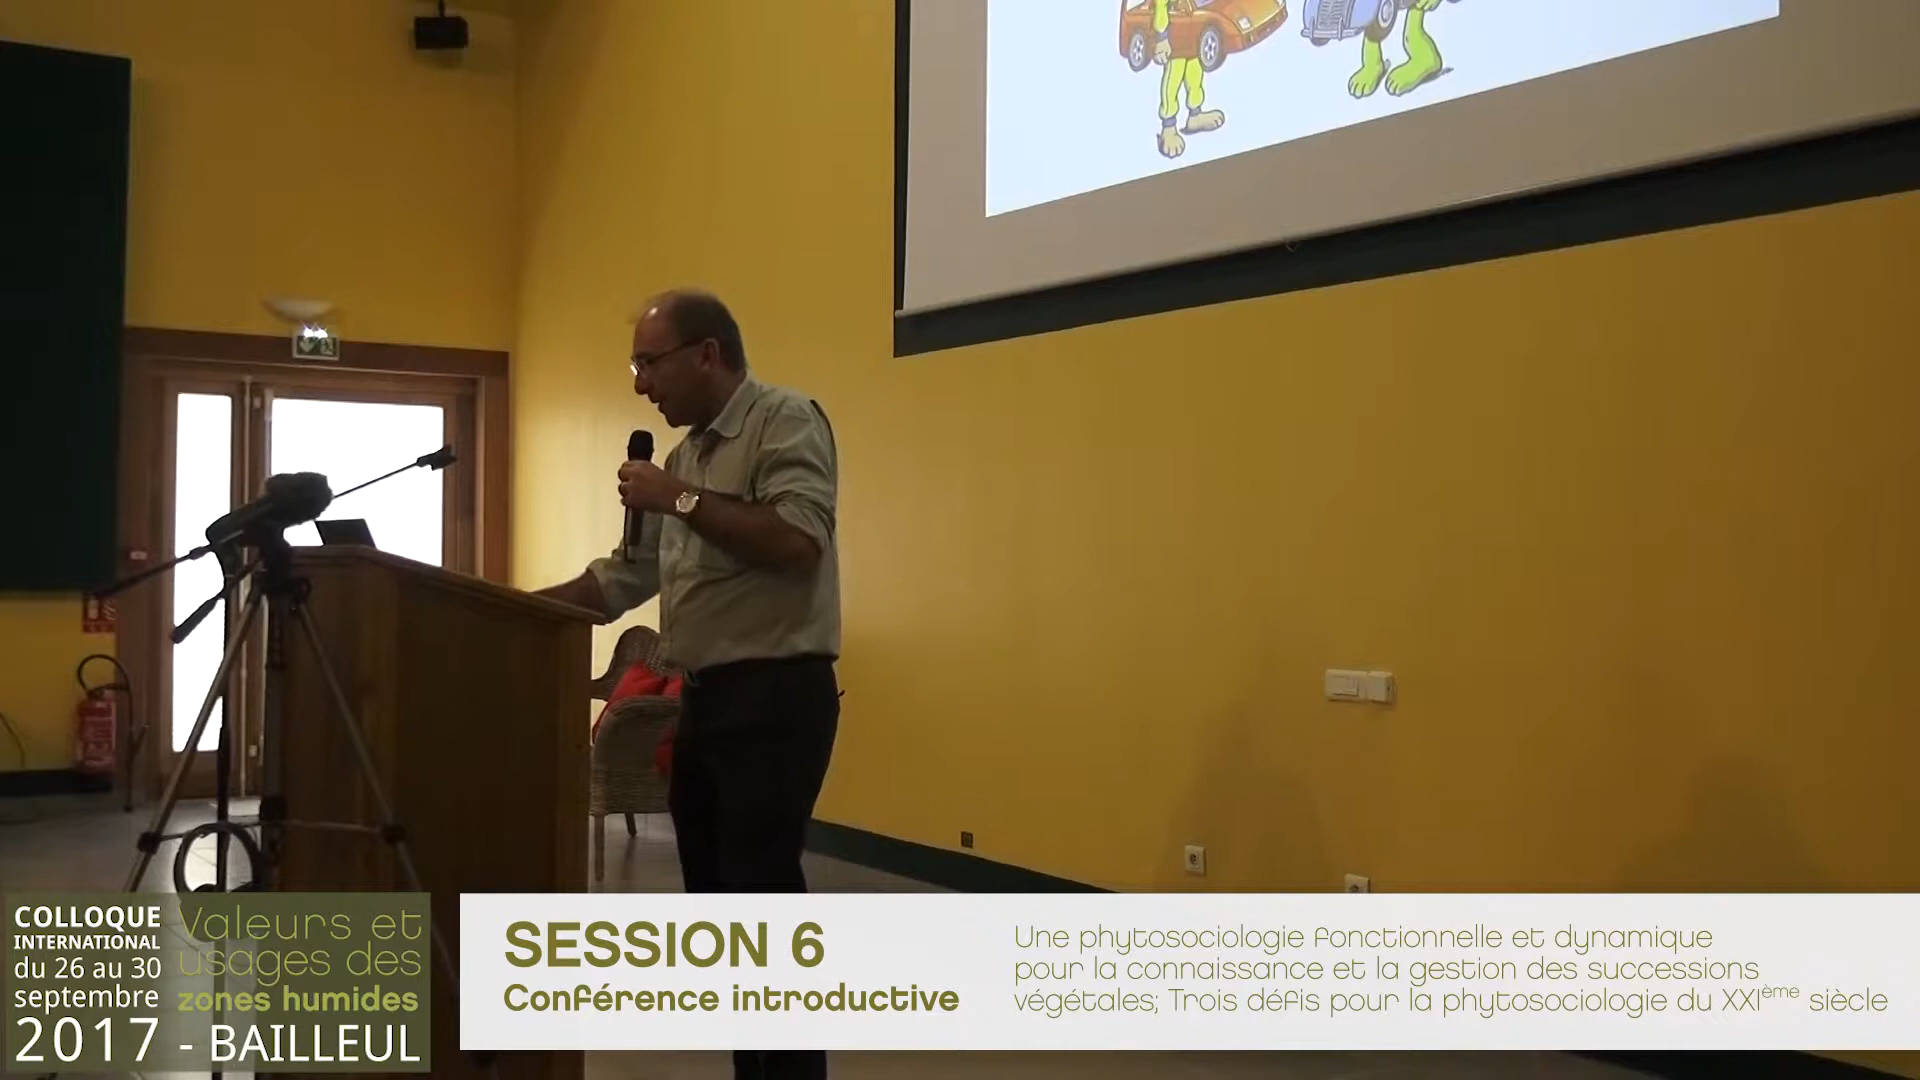 COLLOQUE
INTERNATIONAL
du 26 au 30
septembre
2017 - BAILLEUL
Valeurs et
usages des
zones humides
SESSION 6
Conférence introductive
Une phytosociologie fonctionnelle et dynamique
pour la connaissance et la gestion des successions
végétales; Trois défis pour la phytosociologie du XXIème siècle